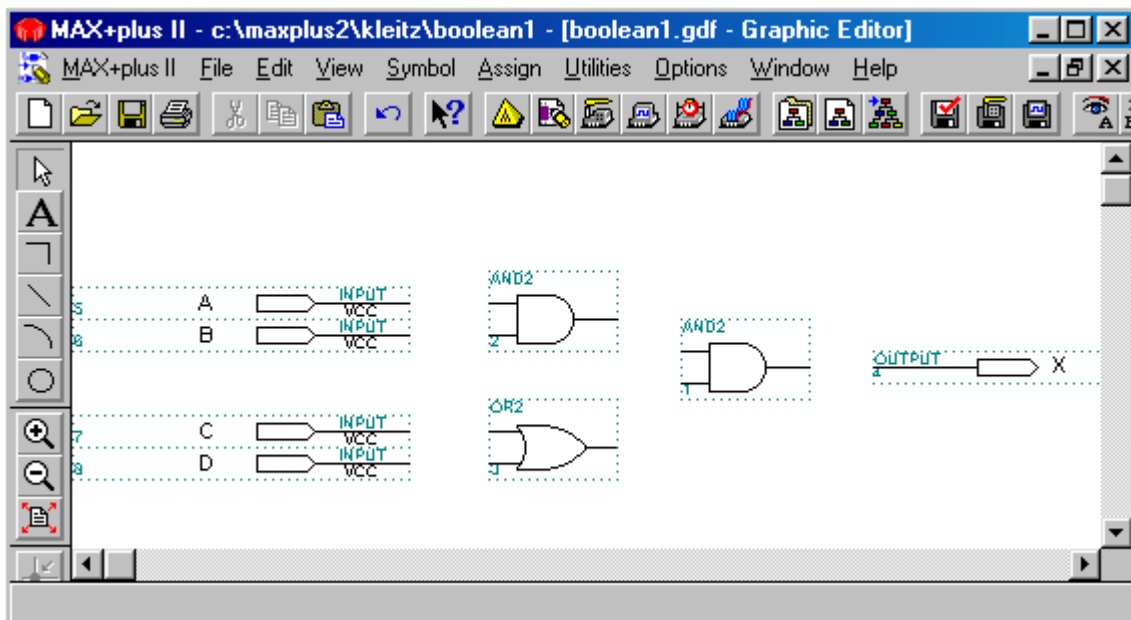 MAX+plus II - c:\maxplus2\kleitz\boolean1 - [boolean1.gdf - Graphic Editor]
MAX+plus II File Edit View Symbol Assign Utilities Options Window Help
A
A
AND2
2
5 A INPUT
VCC
6 B INPUT
VCC
AND2
1
OUTPUT
4 X
OR2
3
7 C INPUT
VCC
8 D INPUT
VCC